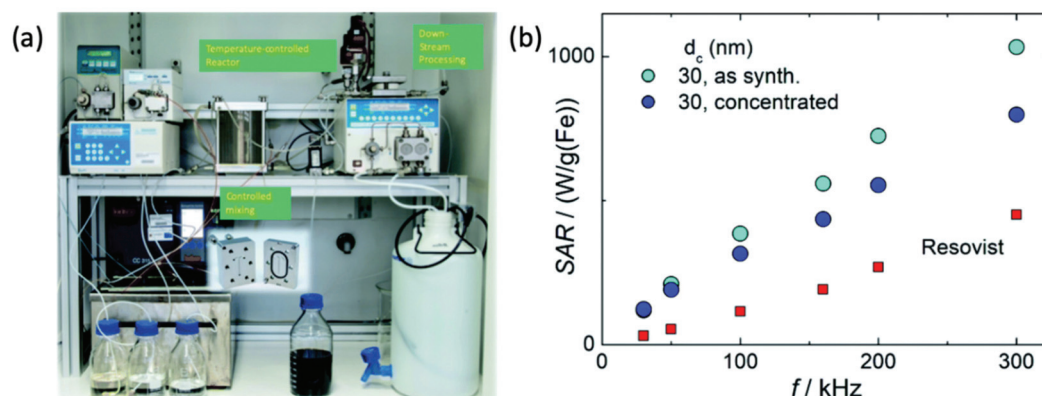 (a)
Temperature-controlled
Reactor
Down-
Stream
Processing
Controlled
mixing
(b)
d_c (nm)
30, as synth.
30, concentrated
Resovist
SAR / (W/g(Fe))
1000
0
0
100
200
300
f / kHz